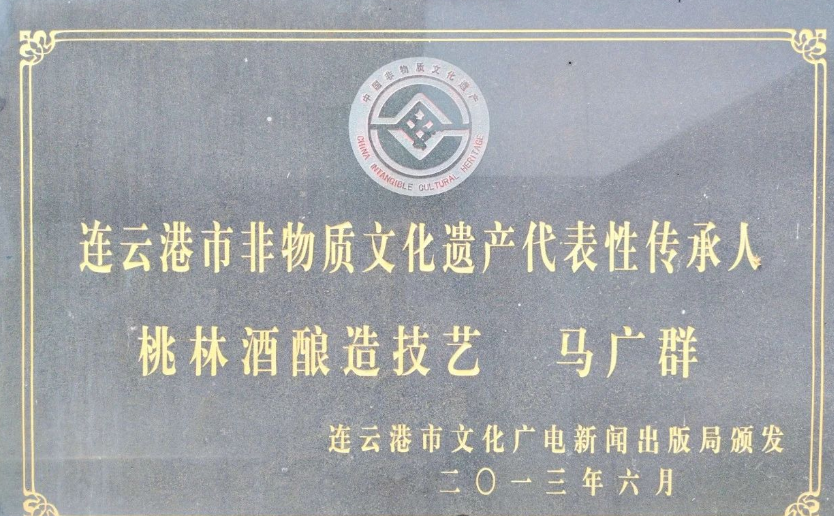 中国非物质文化遗产
CHINA INTANGIBLE CULTURAL HERITAGE
连云港市非物质文化遗产代表性传承人
桃林酒酿造技艺 马广群
连云港市文化广电新闻出版局颁发
二〇一三年六月